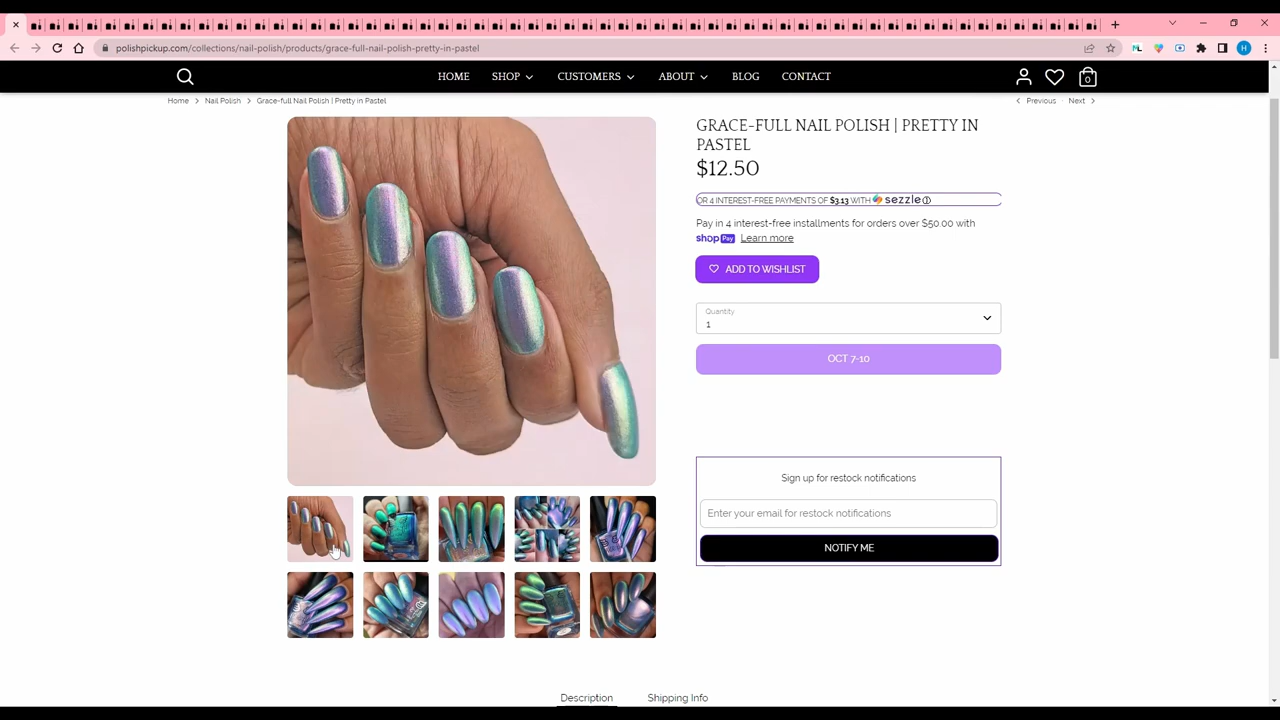 polishpickup.com/collections/nail-polish/products/grace-full-nail-polish-pretty-in-pastel
HOME SHOP CUSTOMERS ABOUT BLOG CONTACT
0
Home > Nail Polish > Grace-full Nail Polish | Pretty in Pastel
< Previous · Next >
GRACE-FULL NAIL POLISH | PRETTY IN
PASTEL
$12.50
OR 4 INTEREST-FREE PAYMENTS OF $3.13 WITH sezzle
Pay in 4 interest-free installments for orders over $50.00 with
shop Pay Learn more
ADD TO WISHLIST
Quantity
1
OCT 7-10
Sign up for restock notifications
Enter your email for restock notifications
NOTIFY ME
Description Shipping Info